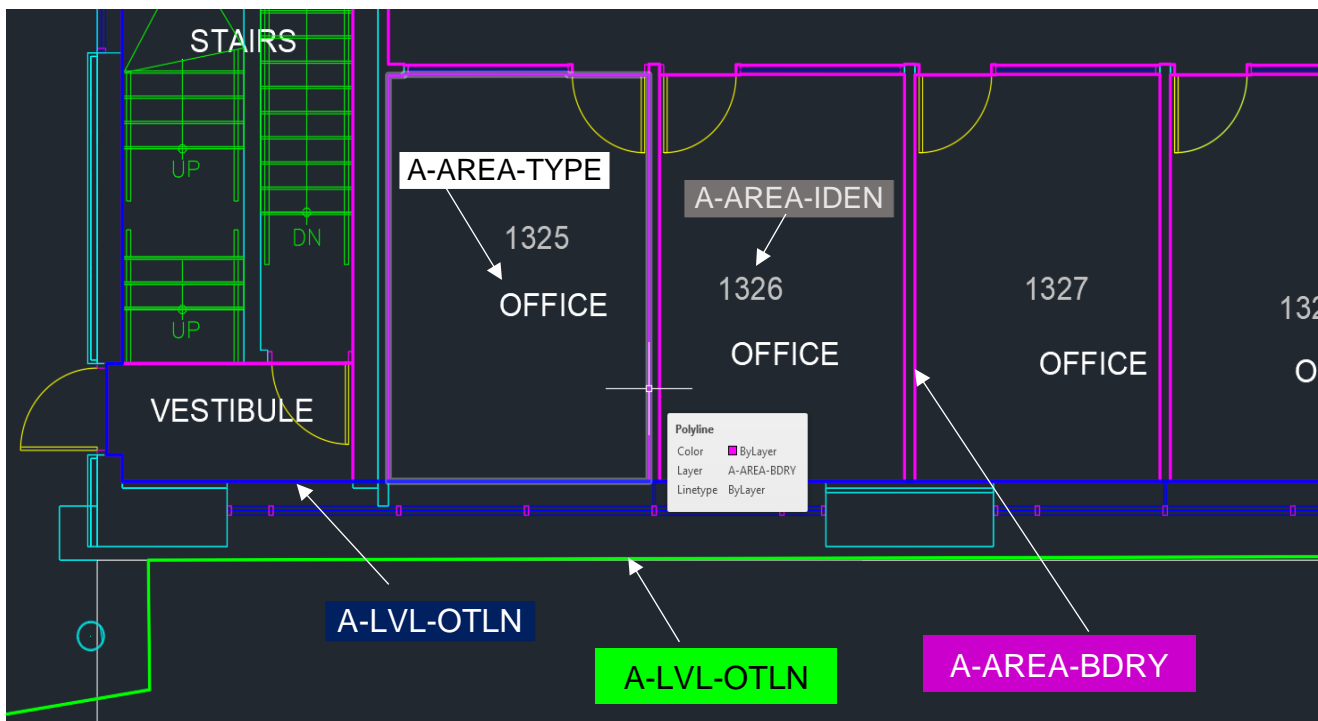 STAIRS
UP
DN
UP
A-AREA-TYPE
A-AREA-IDEN
1325
1326
1327
OFFICE
OFFICE
OFFICE
VESTIBULE
Polyline
Color ByLayer
Layer A-AREA-BDRY
Linetype ByLayer
A-LVL-OTLN
A-LVL-OTLN
A-AREA-BDRY